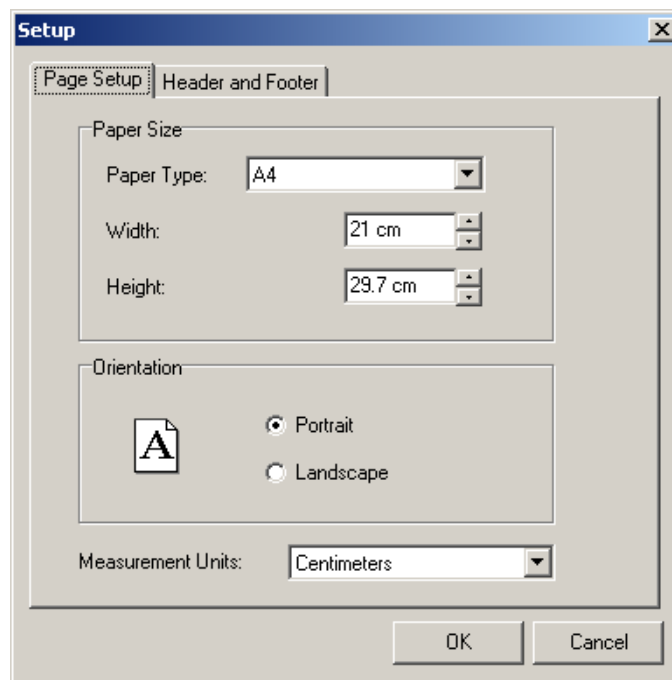 Setup
Page Setup Header and Footer
Paper Size
Paper Type: A4
Width: 21 cm
Height: 29.7 cm
Orientation
A
Portrait
Landscape
Measurement Units: Centimeters
OK Cancel